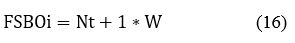 FSBOi = Nt + 1 * W (16)